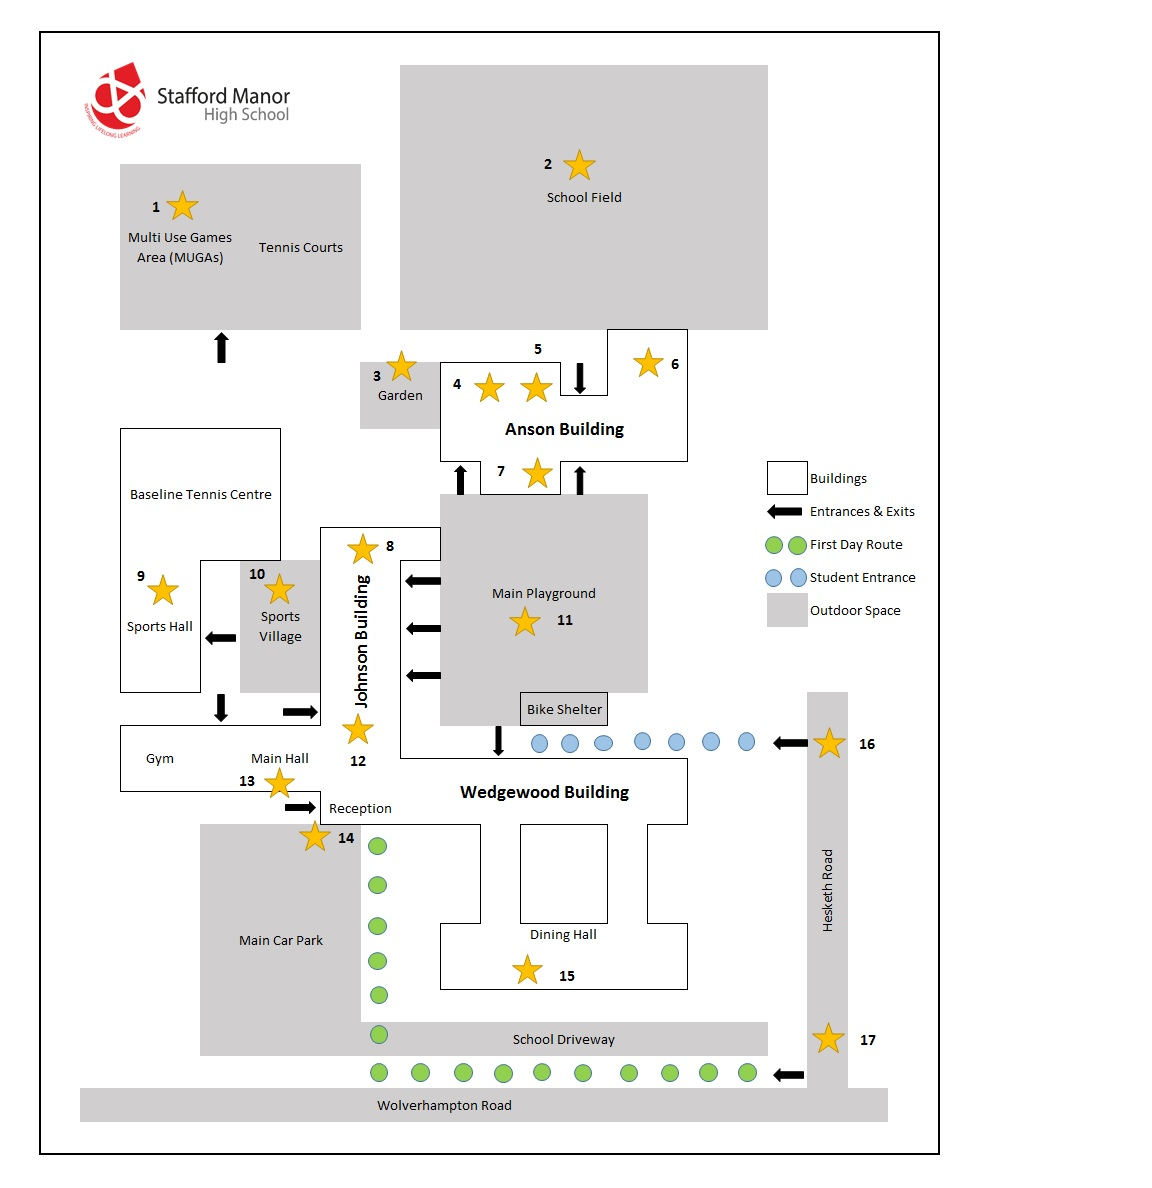 Stafford Manor
High School
INSPIRING LIFELONG LEARNING
2
School Field
1
Multi Use Games
Area (MUGAs)
Tennis Courts
5
3
Garden
4
6
Anson Building
7
Buildings
Entrances & Exits
First Day Route
Student Entrance
Outdoor Space
Baseline Tennis Centre
8
9
Sports Hall
10
Sports
Village
Johnson Building
Main Playground
11
Bike Shelter
12
16
Gym
Main Hall
13
Wedgewood Building
Reception
14
Hesketh Road
Main Car Park
Dining Hall
15
School Driveway
17
Wolverhampton Road